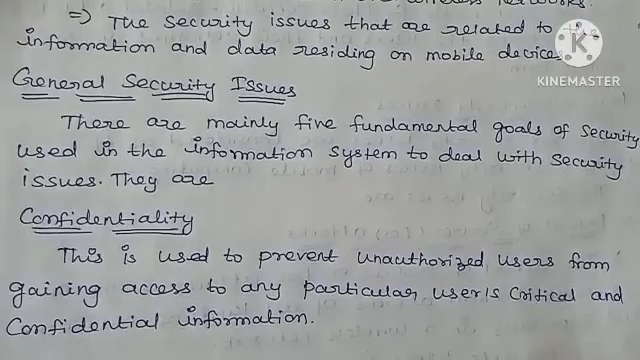 wireless networks.
=> The security issues that are related to the
information and data residing on mobile devices
General Security Issues
There are mainly five fundamental goals of security
used in the information system to deal with security
issues. They are
Confidentiality
This is used to prevent unauthorized users from
gaining access to any particular user's critical and
Confidential information.
K
KINEMASTER